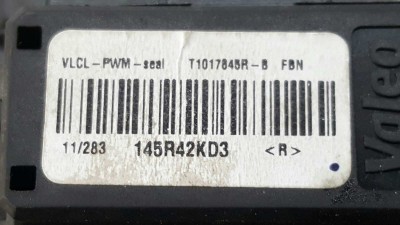 VLCL-PWM-seal T1017845R-B FBN
11/283 145R42KD3 <R>
Valeo